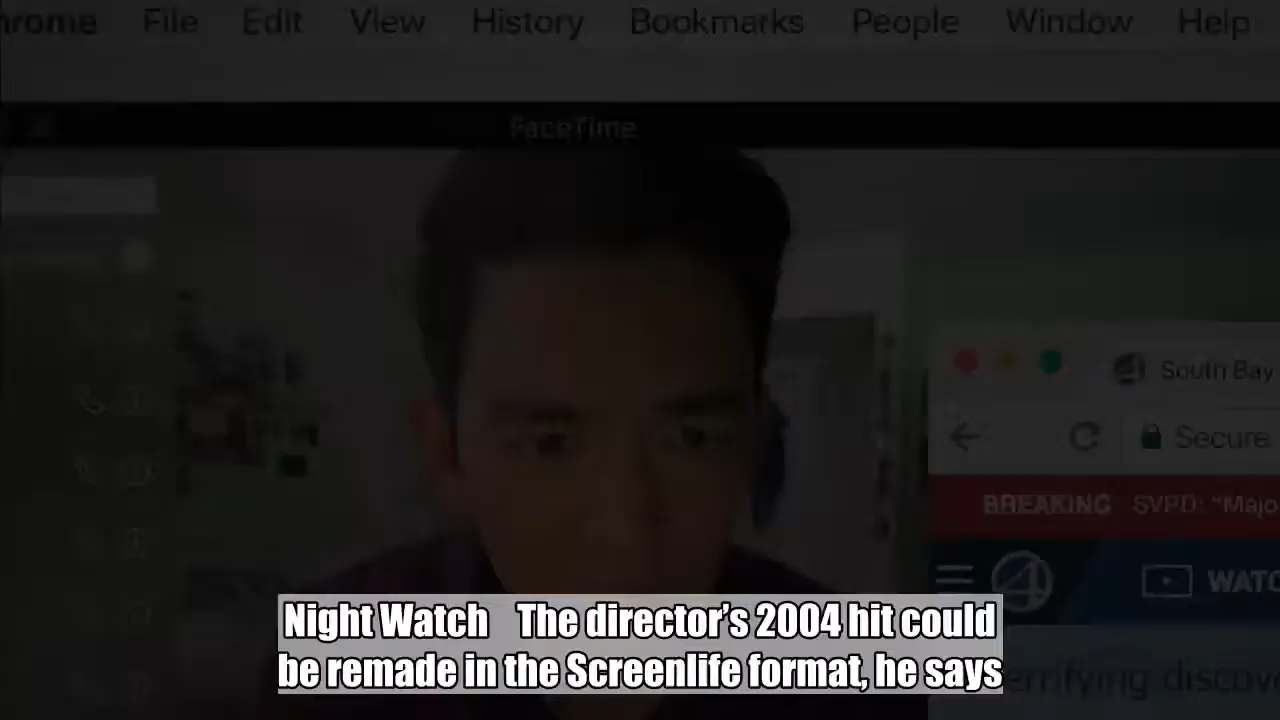 hrome File Edit View History Bookmarks People Window Help
FaceTime
South Bay
Secure
BREAKING SVPD: "Majo
WATC
Night Watch The director's 2004 hit could
be remade in the Screenlife format, he says
errifying discov